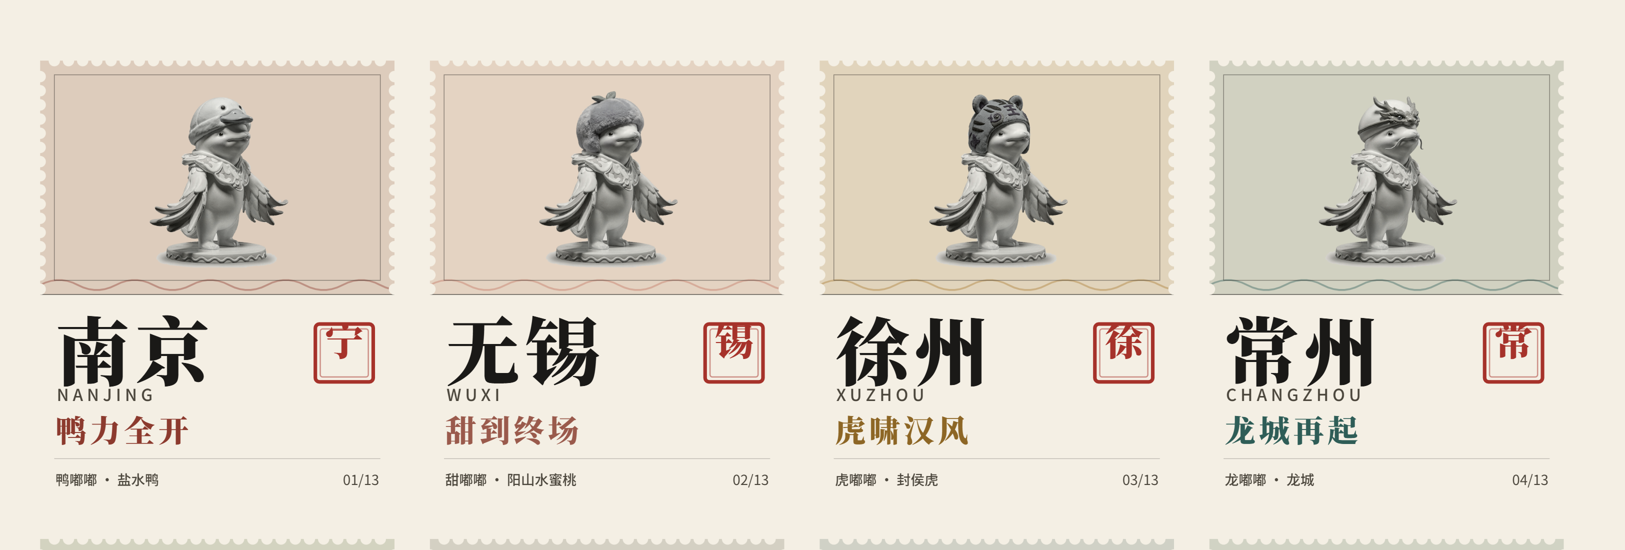 南京
宁
NANJING
鸭力全开
鸭嘟嘟 · 盐水鸭
01/13
无锡
锡
WUXI
甜到终场
甜嘟嘟 · 阳山水蜜桃
02/13
徐州
徐
XUZHOU
虎啸汉风
虎嘟嘟 · 封侯虎
03/13
常州
常
CHANGZHOU
龙城再起
龙嘟嘟 · 龙城
04/13